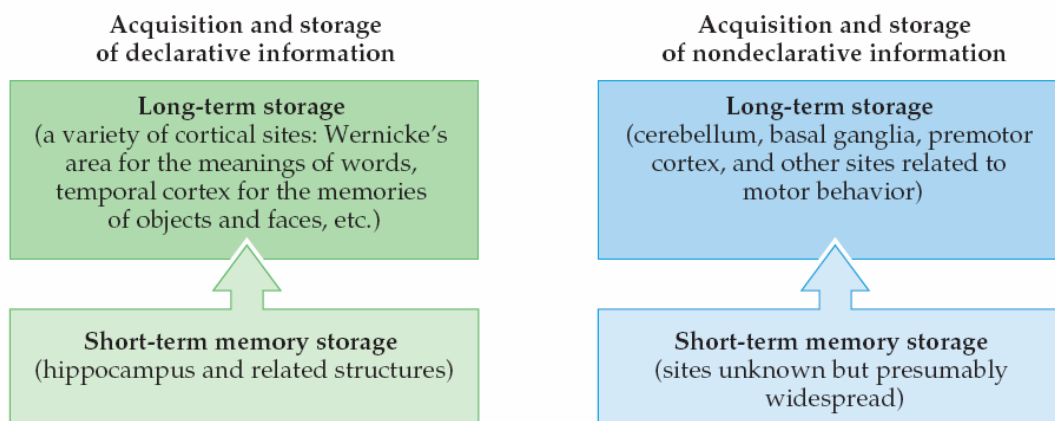 Acquisition and storage
of declarative information
Long-term storage
(a variety of cortical sites: Wernicke's
area for the meanings of words,
temporal cortex for the memories
of objects and faces, etc.)
Short-term memory storage
(hippocampus and related structures)
Acquisition and storage
of nondeclarative information
Long-term storage
(cerebellum, basal ganglia, premotor
cortex, and other sites related to
motor behavior)
Short-term memory storage
(sites unknown but presumably
widespread)